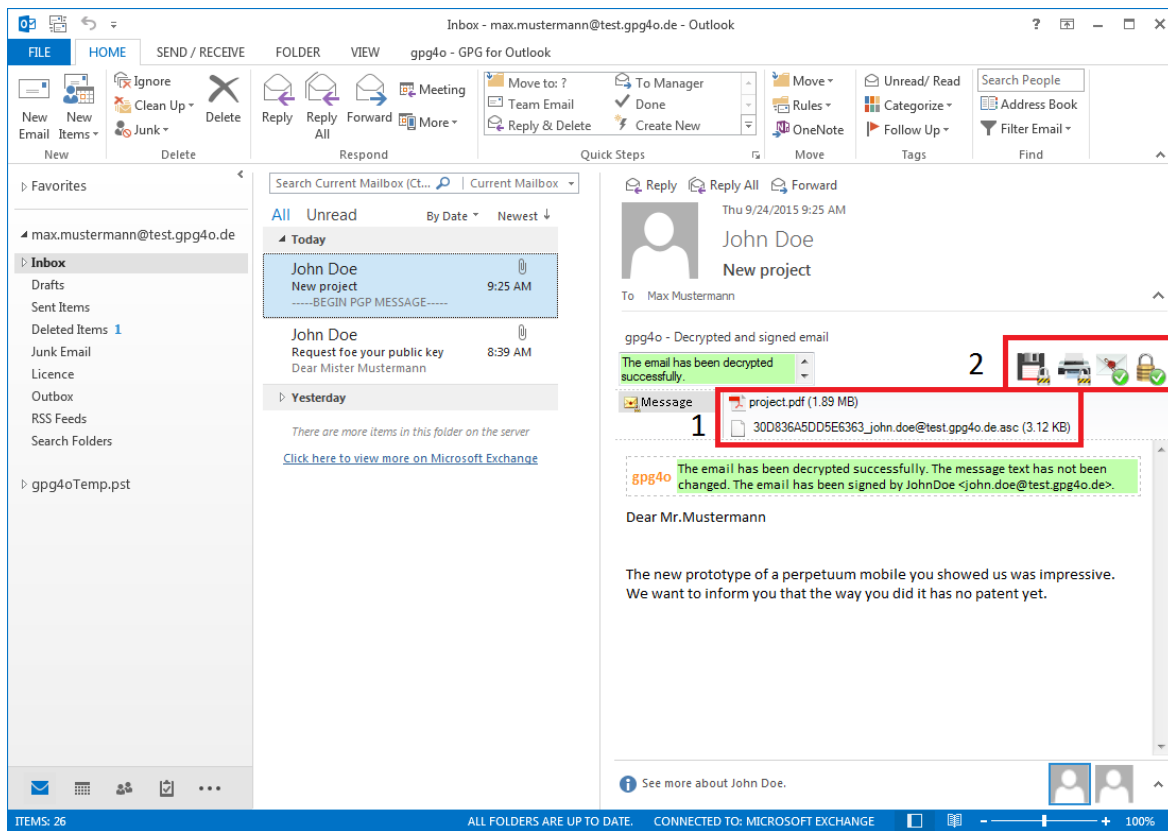 Inbox - max.mustermann@test.gpg4o.de - Outlook
FILE HOME SEND / RECEIVE FOLDER VIEW gpg4o - GPG for Outlook
New Email
New Items
Ignore
Clean Up
Junk
Delete
Reply
Reply All
Forward
Meeting
More
Move to: ?
Team Email
Reply & Delete
To Manager
Done
Create New
Move
Rules
OneNote
Unread/ Read
Categorize
Follow Up
Search People
Address Book
Filter Email
New Delete Respond Quick Steps Move Tags Find
Favorites
max.mustermann@test.gpg4o.de
Inbox
Drafts
Sent Items
Deleted Items 1
Junk Email
Licence
Outbox
RSS Feeds
Search Folders
gpg4oTemp.pst
Search Current Mailbox (Ct... Current Mailbox
All Unread By Date Newest
Today
John Doe
New project 9:25 AM
-----BEGIN PGP MESSAGE-----
John Doe
Request foe your public key 8:39 AM
Dear Mister Mustermann
Yesterday
There are more items in this folder on the server
Click here to view more on Microsoft Exchange
Reply Reply All Forward
Thu 9/24/2015 9:25 AM
John Doe
New project
To Max Mustermann
gpg4o - Decrypted and signed email
The email has been decrypted
successfully.
2
Message
project.pdf (1.89 MB)
1
30D836A5DD5E6363_john.doe@test.gpg4o.de.asc (3.12 KB)
gpg4o
The email has been decrypted successfully. The message text has not been
changed. The email has been signed by JohnDoe <john.doe@test.gpg4o.de>.
Dear Mr.Mustermann
The new prototype of a perpetuum mobile you showed us was impressive.
We want to inform you that the way you did it has no patent yet.
See more about John Doe.
ITEMS: 26 ALL FOLDERS ARE UP TO DATE. CONNECTED TO: MICROSOFT EXCHANGE 100%